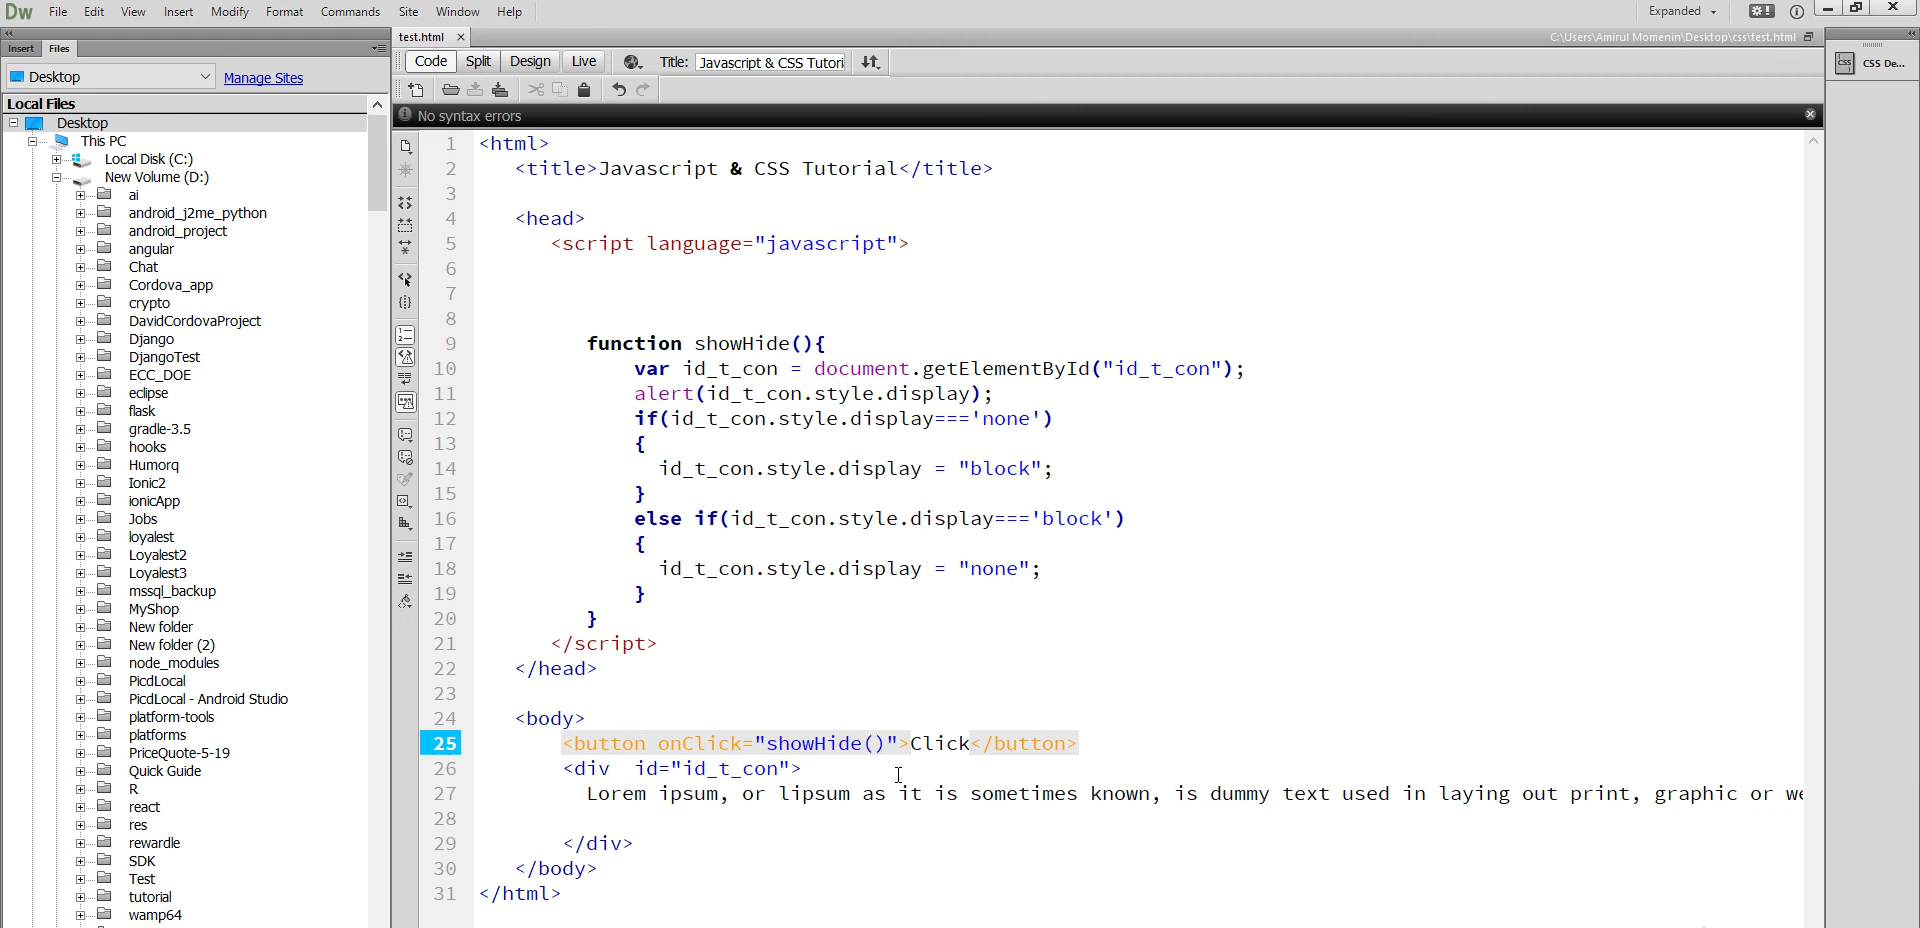 Dw File Edit View Insert Modify Format Commands Site Window Help Expanded
Insert Files
test.html
C:\Users\Amirul Momenin\Desktop\css\test.html
Code Split Design Live Title: Javascript & CSS Tutori
CSS CSS De...
Desktop Manage Sites
Local Files
No syntax errors
Desktop
This PC
Local Disk (C:)
New Volume (D:)
ai
android_j2me_python
android_project
angular
Chat
Cordova_app
crypto
DavidCordovaProject
Django
DjangoTest
ECC_DOE
eclipse
flask
gradle-3.5
hooks
Humorq
Ionic2
ionicApp
Jobs
loyalest
Loyalest2
Loyalest3
mssql_backup
MyShop
New folder
New folder (2)
node_modules
PicdLocal
PicdLocal - Android Studio
platform-tools
platforms
PriceQuote-5-19
Quick Guide
R
react
res
rewardle
SDK
Test
tutorial
wamp64
1 <html>
2 <title>Javascript & CSS Tutorial</title>
3
4 <head>
5 <script language="javascript">
6
7
8
9 function showHide(){
10 var id_t_con = document.getElementById("id_t_con");
11 alert(id_t_con.style.display);
12 if(id_t_con.style.display==='none')
13 {
14 id_t_con.style.display = "block";
15 }
16 else if(id_t_con.style.display==='block')
17 {
18 id_t_con.style.display = "none";
19 }
20 }
21 </script>
22 </head>
23
24 <body>
25 <button onClick="showHide()">Click</button>
26 <div id="id_t_con">
27 Lorem ipsum, or lipsum as it is sometimes known, is dummy text used in laying out print, graphic or we
28
29 </div>
30 </body>
31 </html>